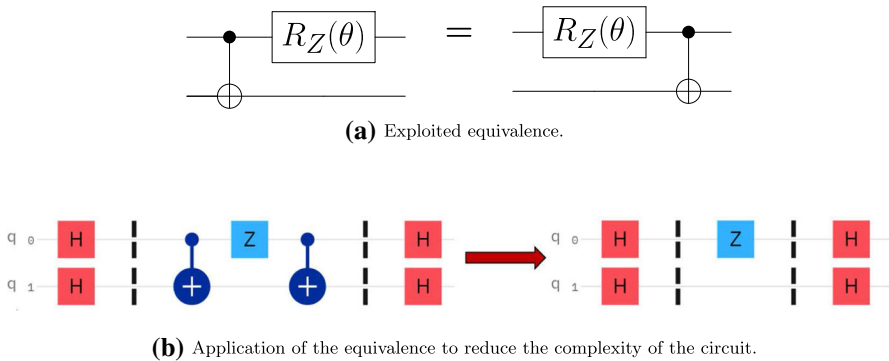 R_Z(θ) = R_Z(θ)
(a) Exploited equivalence.
q 0 H Z H q 0 H Z H
q 1 H H q 1 H H
(b) Application of the equivalence to reduce the complexity of the circuit.